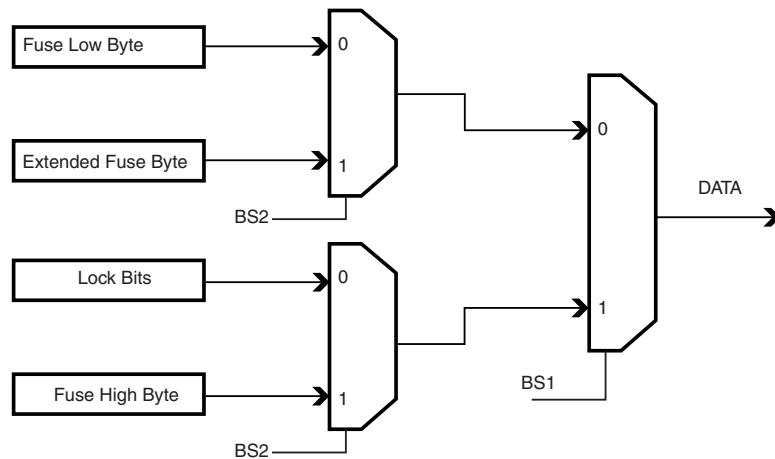 Fuse Low Byte
0
Extended Fuse Byte
1
BS2
0
DATA
Lock Bits
0
1
Fuse High Byte
1
BS1
BS2